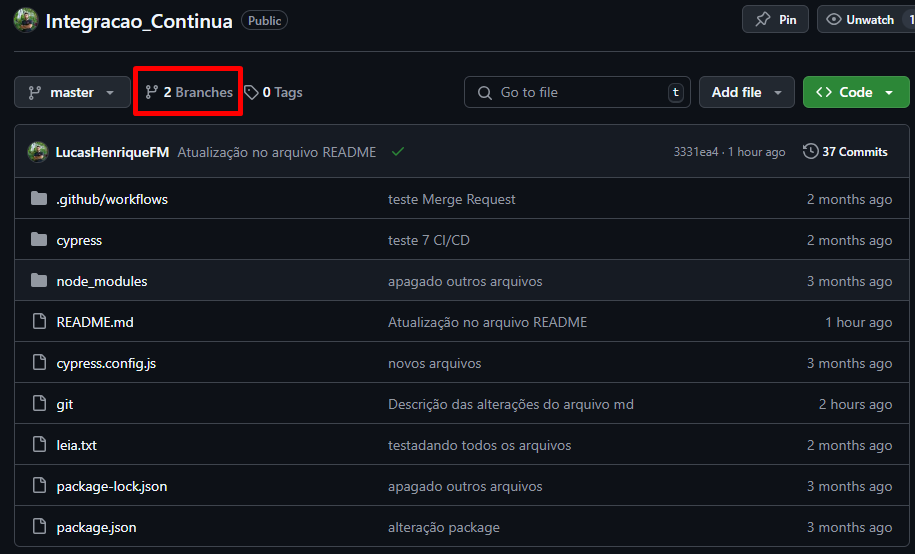 Integracao_Continua Public Pin Unwatch 1
master 2 Branches 0 Tags Go to file t Add file Code
LucasHenriqueFM Atualização no arquivo README 3331ea4 · 1 hour ago 37 Commits
.github/workflows teste Merge Request 2 months ago
cypress teste 7 CI/CD 2 months ago
node_modules apagado outros arquivos 3 months ago
README.md Atualização no arquivo README 1 hour ago
cypress.config.js novos arquivos 3 months ago
git Descrição das alterações do arquivo md 2 hours ago
leia.txt testadando todos os arquivos 2 months ago
package-lock.json apagado outros arquivos 3 months ago
package.json alteração package 3 months ago